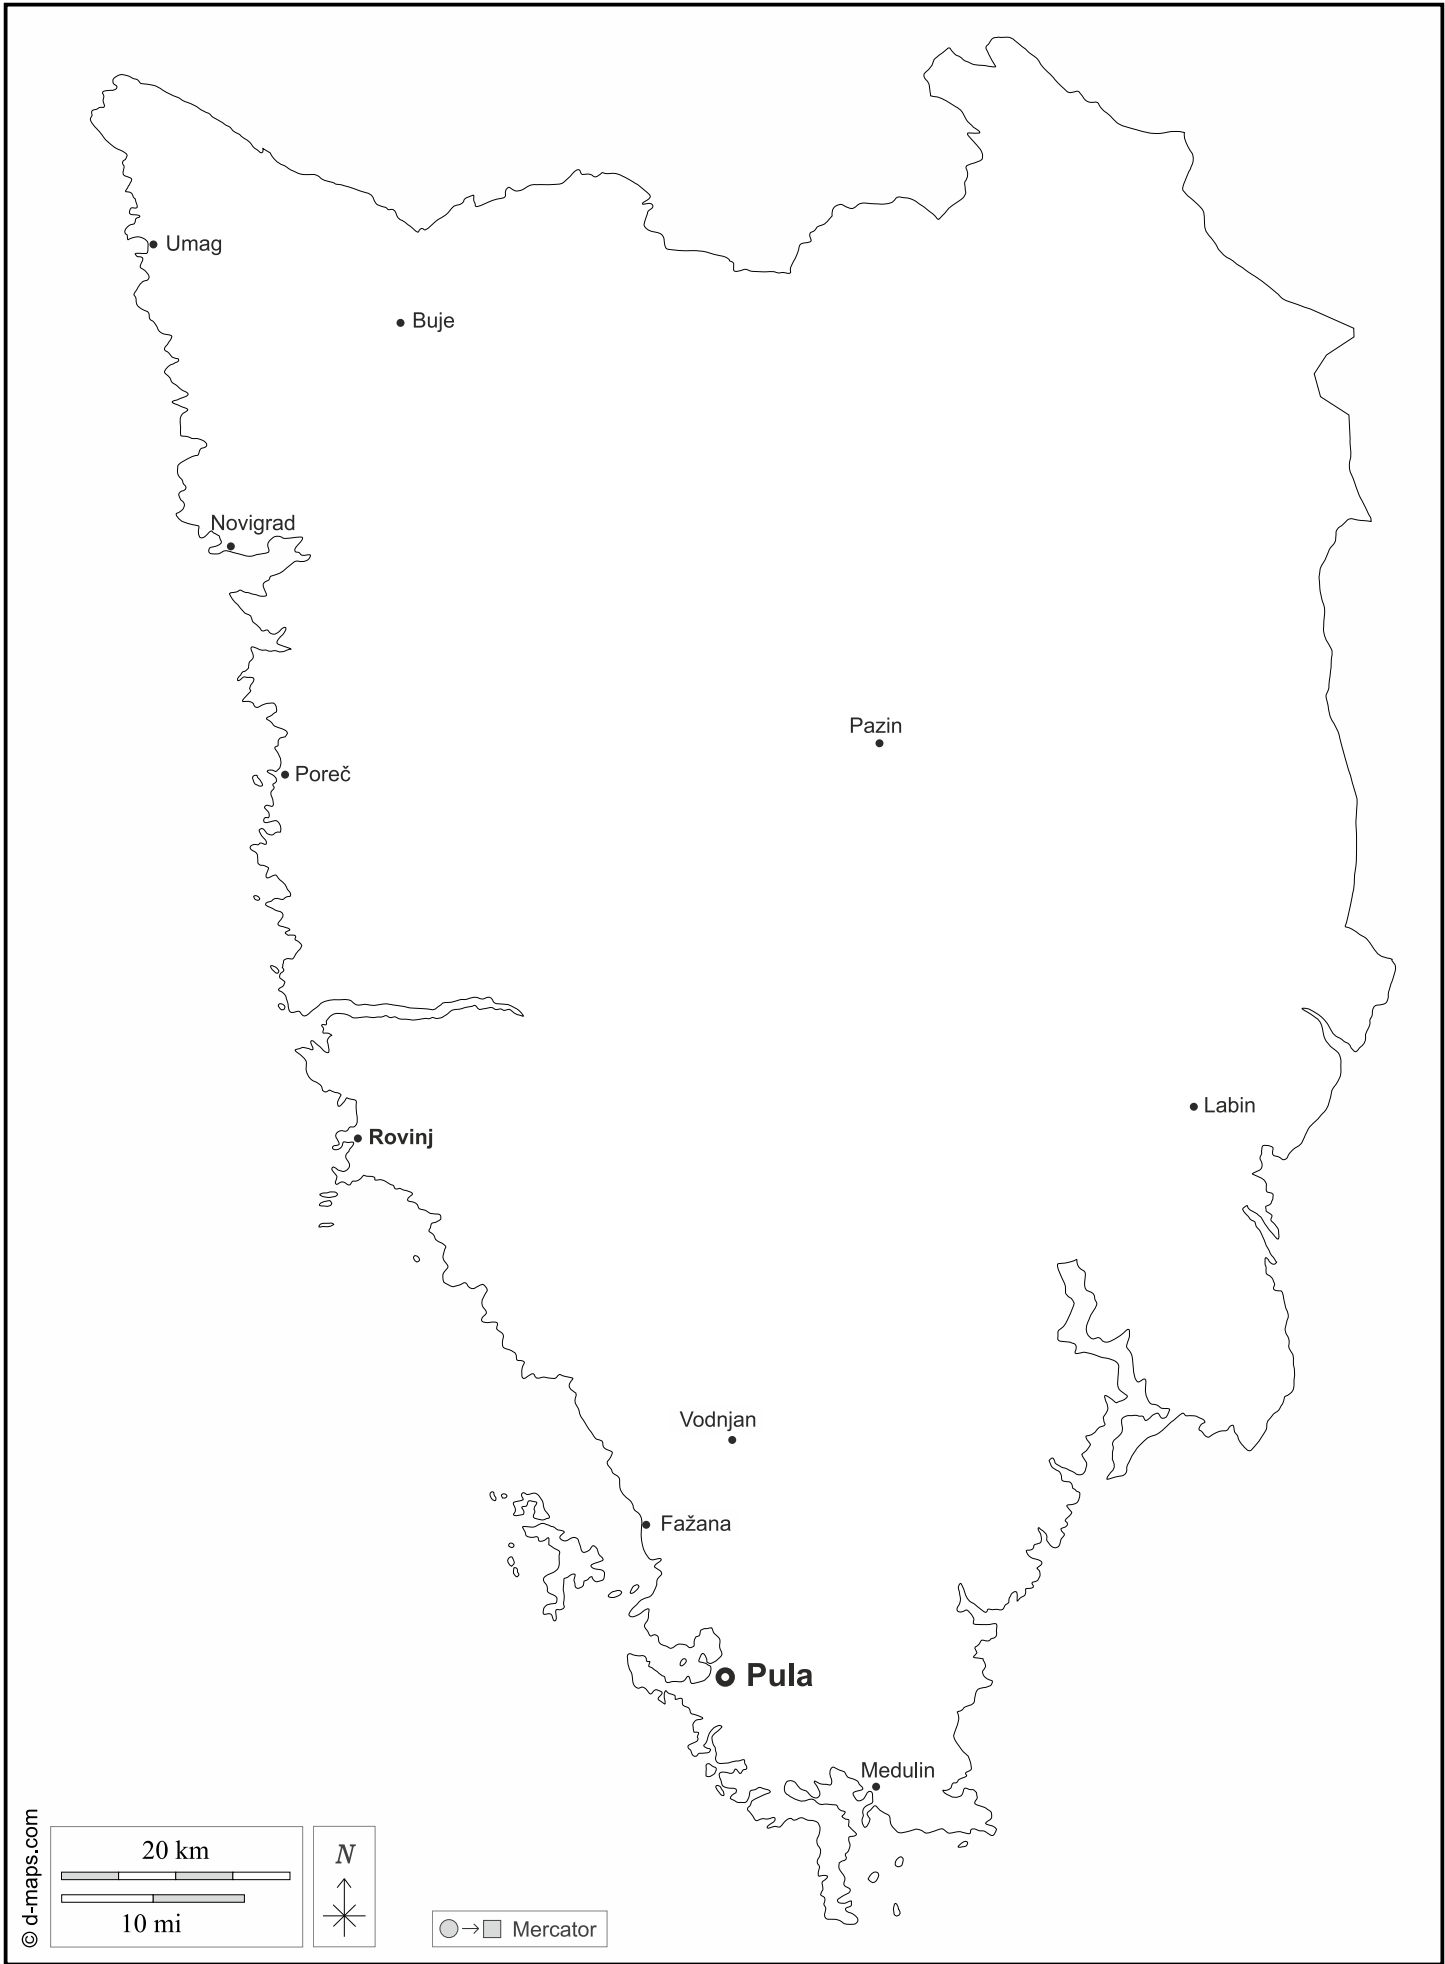 Umag
Buje
Novigrad
Pazin
Poreč
Labin
Rovinj
Vodnjan
Fažana
Pula
Medulin
© d-maps.com
20 km
10 mi
N
Mercator